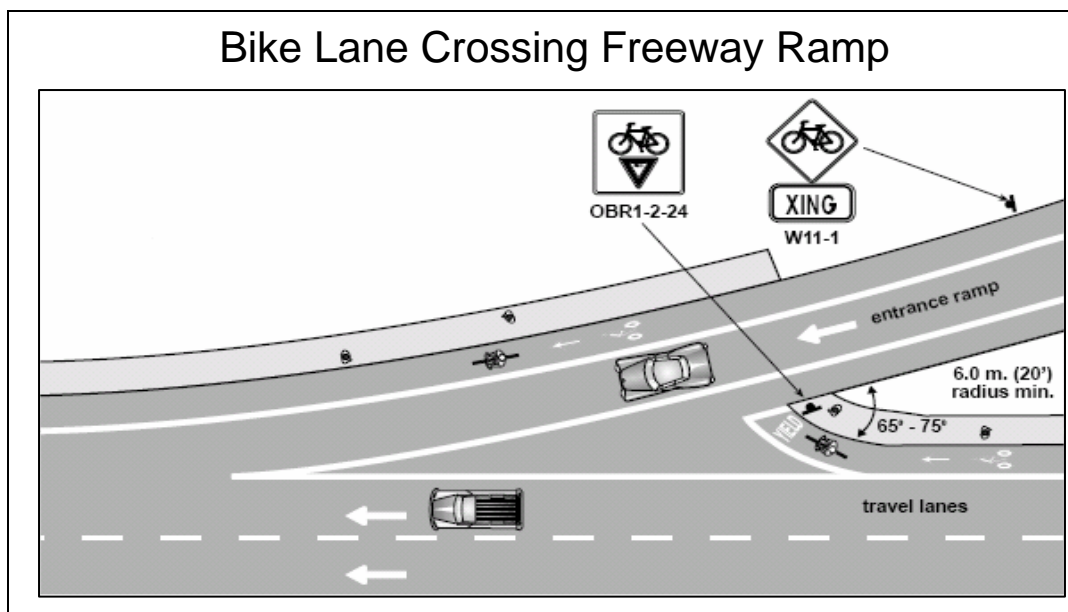 Bike Lane Crossing Freeway Ramp
OBR1-2-24
XING
W11-1
entrance ramp
6.0 m. (20')
radius min.
65° - 75°
YIELD
travel lanes